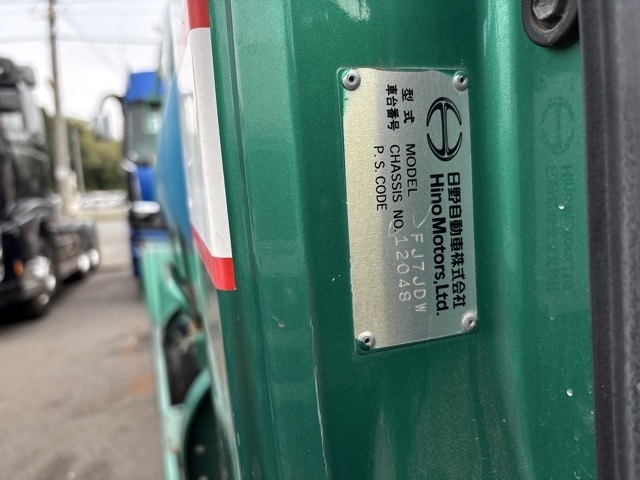 日野自動車株式会社
Hino Motors, Ltd.
型式 MODEL FJ7JDW
車台番号 CHASSIS NO. 12048
P.S.CODE